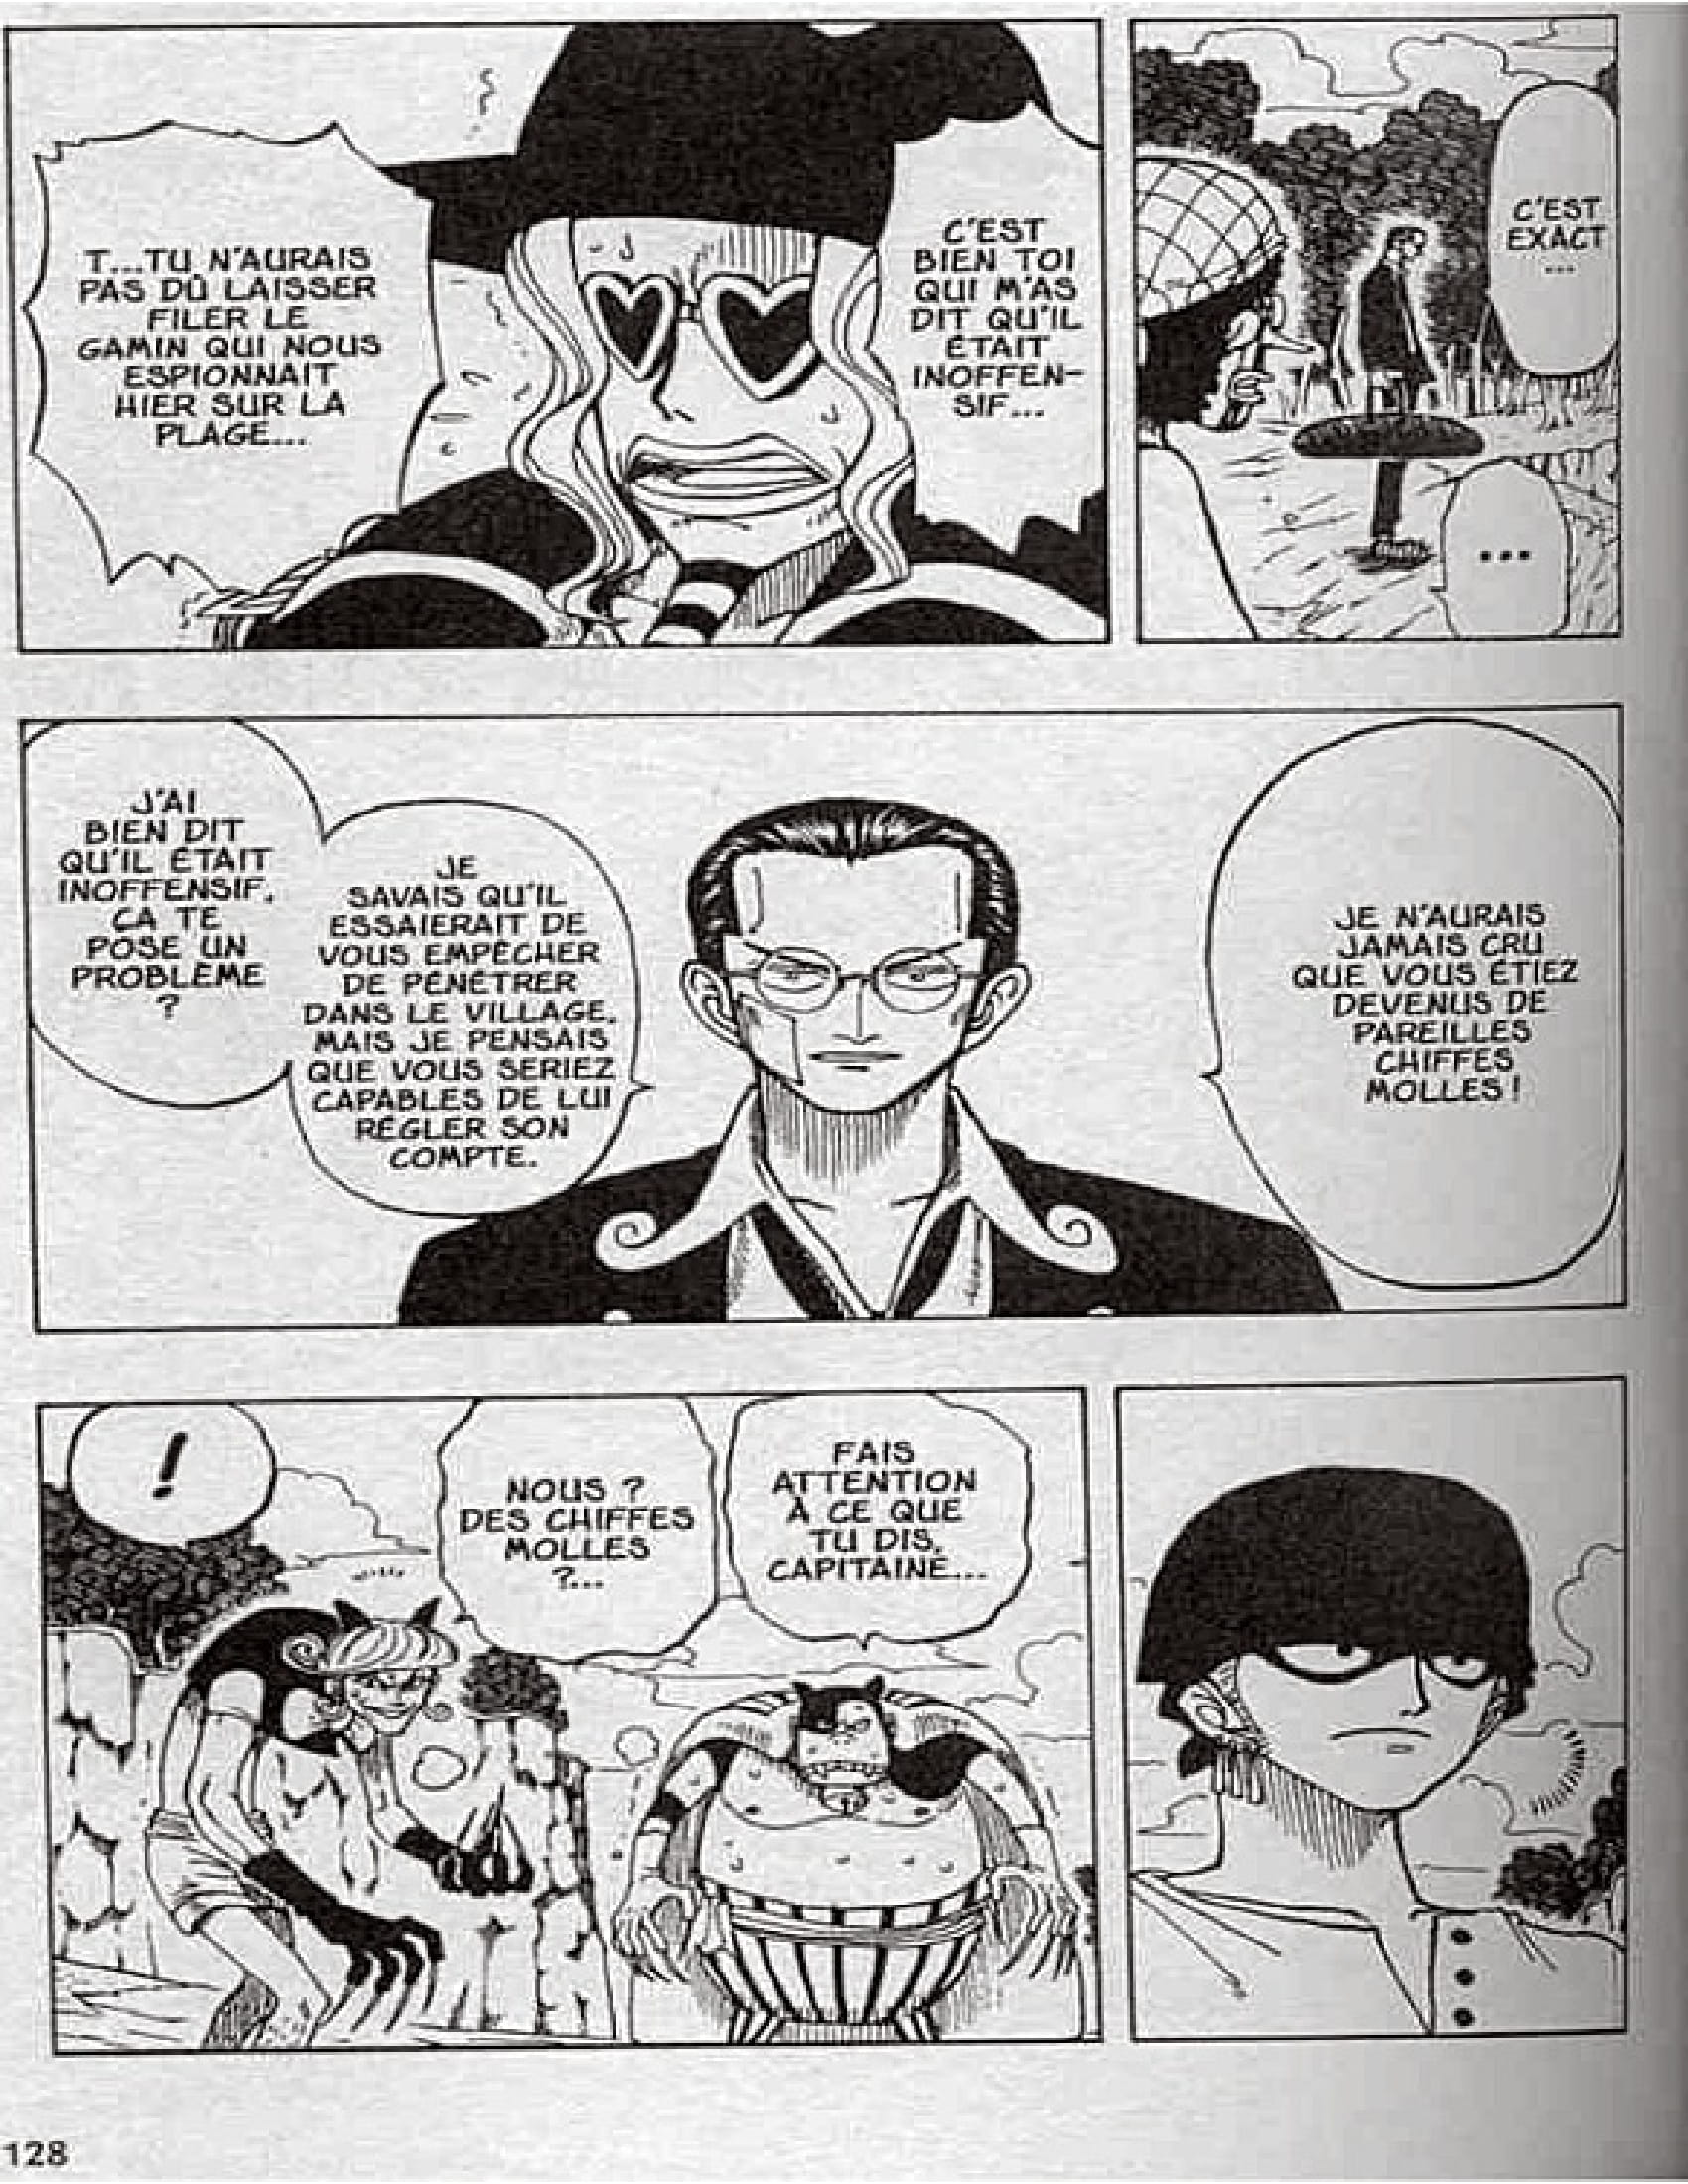 C'EST
EXACT
...
...
C'EST
BIEN TOI
QUI M'AS
DIT QU'IL
ÉTAIT
INOFFEN-
SIF...
T...TU N'AURAIS
PAS DÛ LAISSER
FILER LE
GAMIN QUI NOUS
ESPIONNAIT
HIER SUR LA
PLAGE...
JE N'AURAIS
JAMAIS CRU
QUE VOUS ÉTIEZ
DEVENUS DE
PAREILLES
CHIFFES
MOLLES !
JE
SAVAIS QU'IL
ESSAIERAIT DE
VOUS EMPÊCHER
DE PÉNÉTRER
DANS LE VILLAGE.
MAIS JE PENSAIS
QUE VOUS SERIEZ
CAPABLES DE LUI
RÉGLER SON
COMPTE.
J'AI
BIEN DIT
QU'IL ÉTAIT
INOFFENSIF.
ÇA TE
POSE UN
PROBLÈME
?
FAIS
ATTENTION
À CE QUE
TU DIS,
CAPITAINE...
NOUS ?
DES CHIFFES
MOLLES
?...
!
128